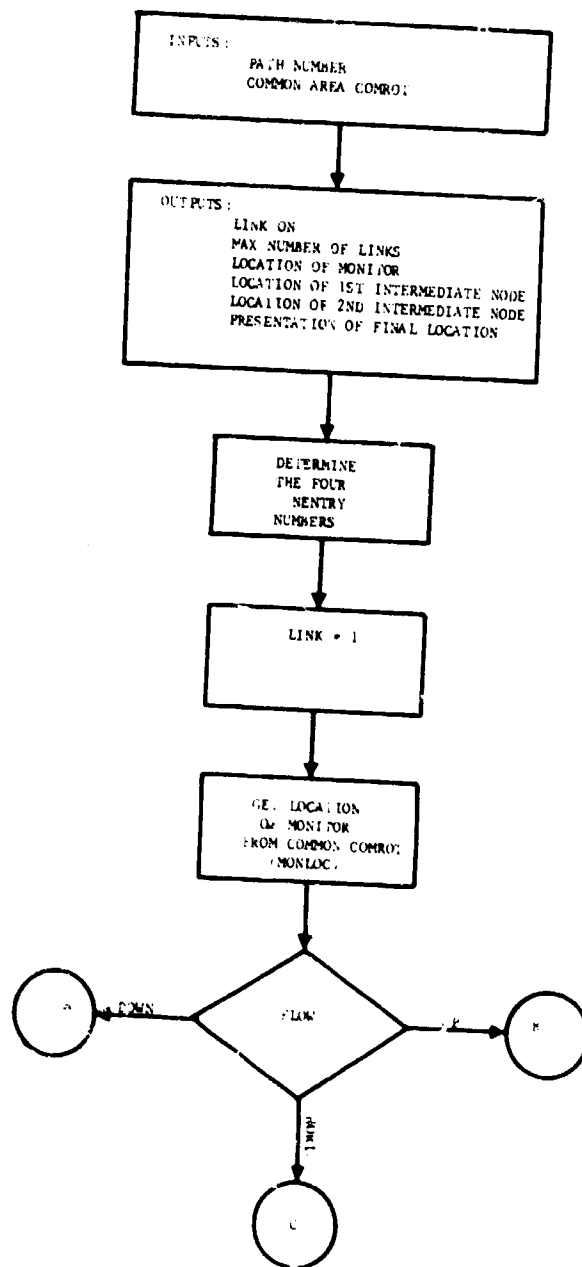 INPUTS:
PATH NUMBER
COMMON AREA COMROT
OUTPUTS:
LINK ON
MAX NUMBER OF LINKS
LOCATION OF MONITOR
LOCATION OF 1ST INTERMEDIATE NODE
LOCATION OF 2ND INTERMEDIATE NODE
PRESENTATION OF FINAL LOCATION
DETERMINE
THE FOUR
NENTRY
NUMBERS
LINK = 1
GET LOCATION
OF MONITOR
FROM COMMON COMROT
(MONLOC)
DOWN
FLOW
C